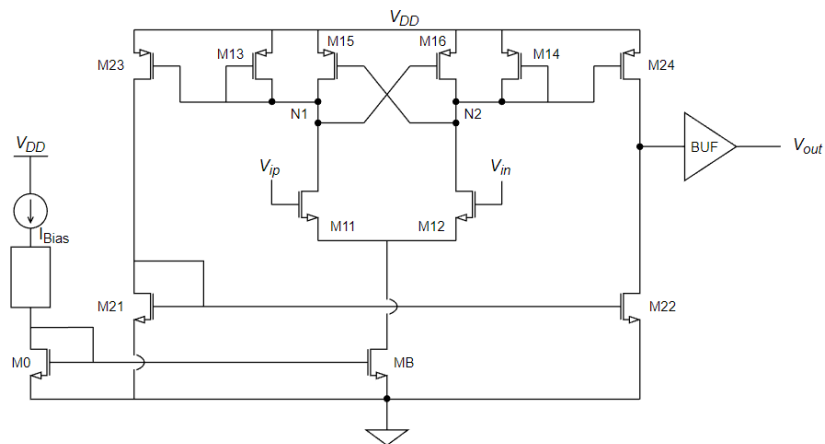 VDD
M23
M13
M15
M16
M14
M24
N1
N2
VDD
Vip
Vin
BUF
Vout
IBias
M11
M12
M21
M22
M0
MB